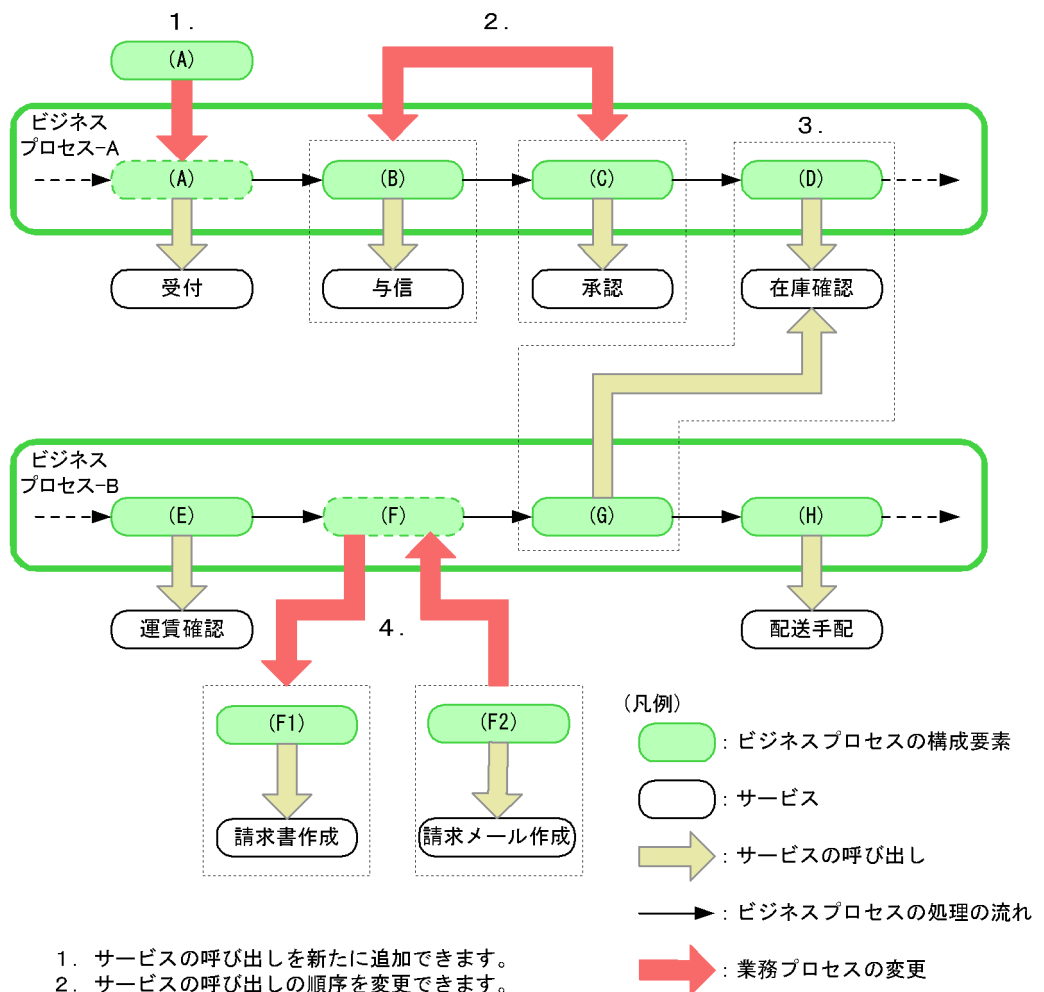 1.
2.
(A)
ビジネス
プロセス-A
3.
(A)
(B)
(C)
(D)
受付
与信
承認
在庫確認
ビジネス
プロセス-B
(E)
(F)
(G)
(H)
運賃確認
4.
配送手配
(F1)
(F2)
請求書作成
請求メール作成
(凡例)
: ビジネスプロセスの構成要素
: サービス
: サービスの呼び出し
: ビジネスプロセスの処理の流れ
: 業務プロセスの変更
1. サービスの呼び出しを新たに追加できます。
2. サービスの呼び出しの順序を変更できます。